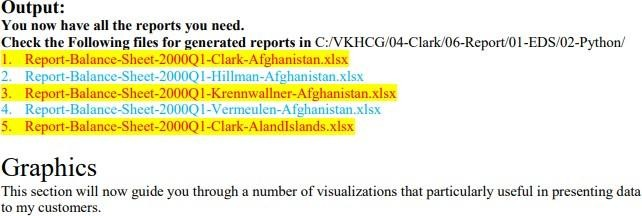 Output:
You now have all the reports you need.
Check the Following files for generated reports in C:/VKHCG/04-Clark/06-Report/01-EDS/02-Python/
1. Report-Balance-Sheet-2000Q1-Clark-Afghanistan.xlsx
2. Report-Balance-Sheet-2000Q1-Hillman-Afghanistan.xlsx
3. Report-Balance-Sheet-2000Q1-Krennwallner-Afghanistan.xlsx
4. Report-Balance-Sheet-2000Q1-Vermeulen-Afghanistan.xlsx
5. Report-Balance-Sheet-2000Q1-Clark-AlandIslands.xlsx
Graphics
This section will now guide you through a number of visualizations that particularly useful in presenting data
to my customers.